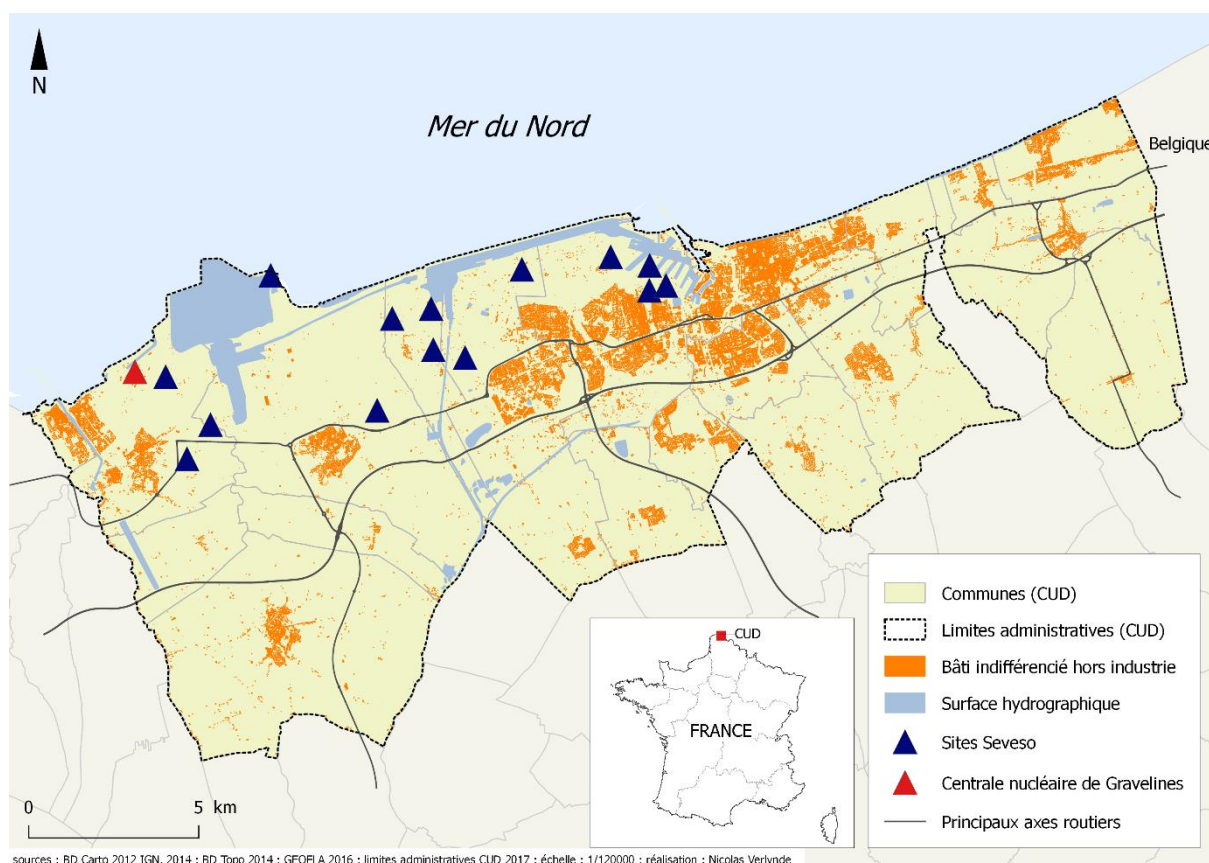 N
Mer du Nord
Belgique
CUD
FRANCE
0 5 km
Communes (CUD)
Limites administratives (CUD)
Bâti indifférencié hors industrie
Surface hydrographique
Sites Seveso
Centrale nucléaire de Gravelines
Principaux axes routiers
sources : BD Carto 2012 IGN, 2014 ; BD Topo 2014 ; GEOFLA 2016 ; limites administratives CUD 2017 ; échelle : 1/120000 ; réalisation : Nicolas Verlynde